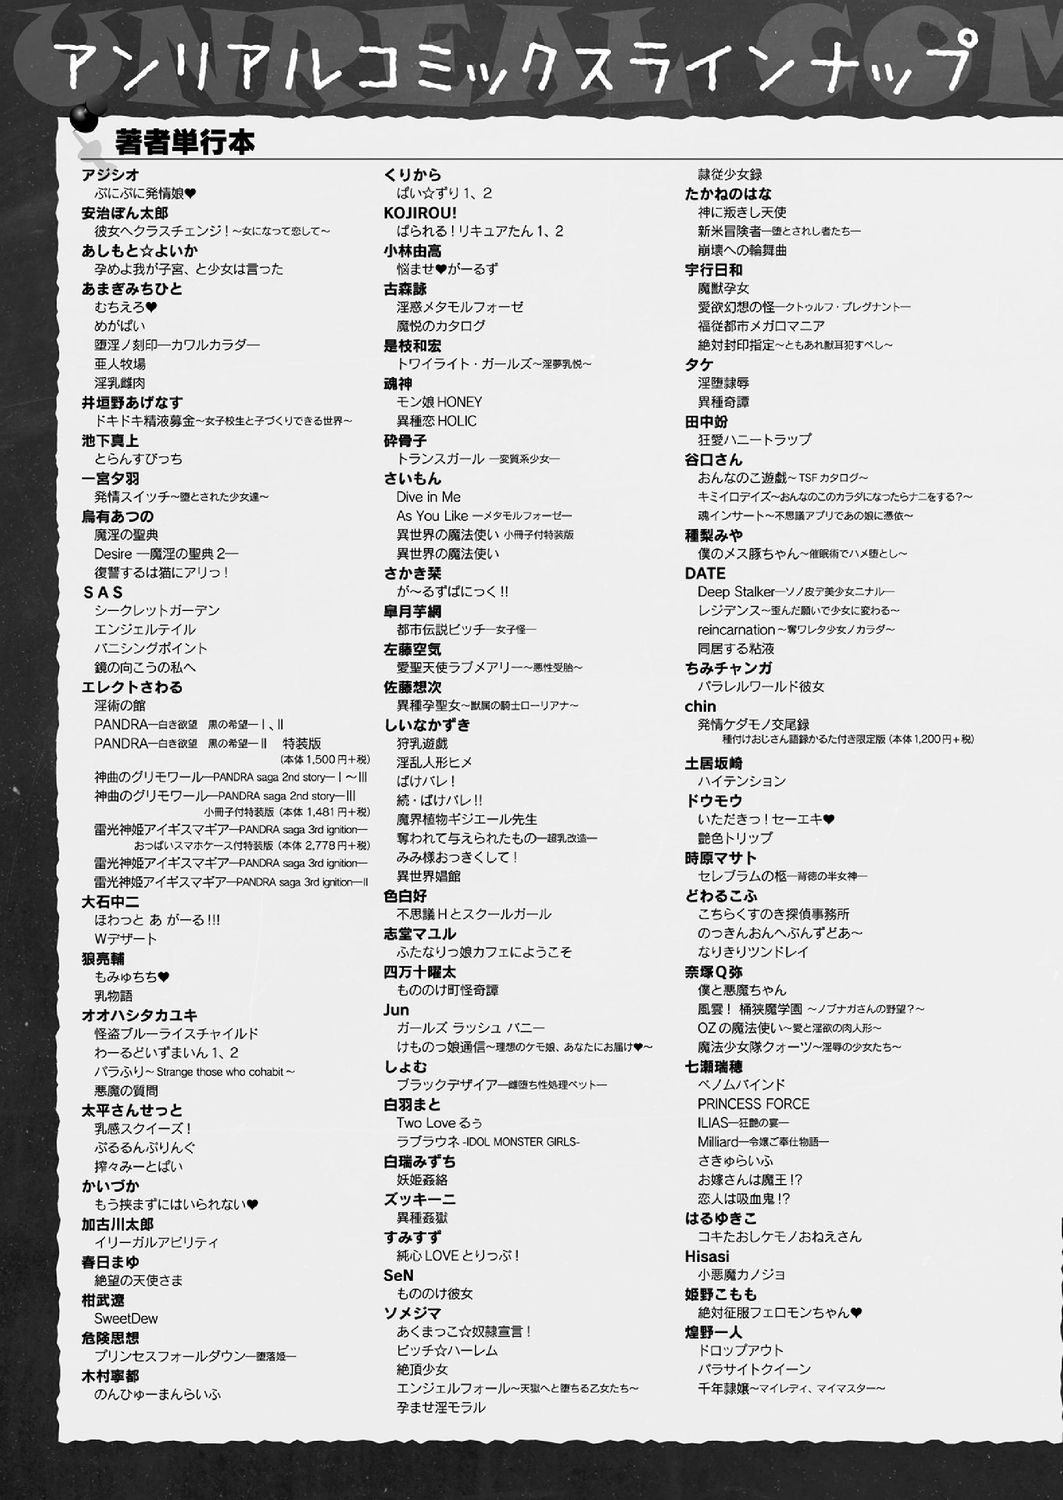 UNREAL COM
アンリアルコミックスラインナップ
著者単行本
アジシオ
ぷにぷに発情娘♥
安治ぽん太郎
彼女へクラスチェンジ！～女になって恋して～
あしもと☆よいか
孕めよ我が子宮、と少女は言った
あまぎみちひと
むちえろ♥
めがぱい
堕淫ノ刻印―カワルカラダ―
亜人牧場
淫乳雌肉
井垣野あげなす
ドキドキ精液募金～女子校生と子づくりできる世界～
池下真上
とらんすびっち
一宮夕羽
発情スイッチ～堕とされた少女達～
烏有あつの
魔淫の聖典
Desire ―魔淫の聖典2―
復讐するは猫にアリっ！
ＳＡＳ
シークレットガーデン
エンジェルテイル
バニシングポイント
鏡の向こうの私へ
エレクトさわる
淫術の館
PANDRA―白き欲望　黒の希望―Ⅰ、Ⅱ
PANDRA―白き欲望　黒の希望―Ⅱ　特装版
（本体 1,500 円＋税）
神曲のグリモワール―PANDRA saga 2nd story―Ⅰ～Ⅲ
神曲のグリモワール―PANDRA saga 2nd story―Ⅲ
小冊子付特装版（本体 1,481 円＋税）
雷光神姫アイギスマギア―PANDRA saga 3rd ignition―
おっぱいスマホケース付特装版（本体 2,778 円＋税）
雷光神姫アイギスマギア―PANDRA saga 3rd ignition―
雷光神姫アイギスマギア―PANDRA saga 3rd ignition―Ⅱ
大石中二
ほわっと あ がーる!!!
Wデザート
狼亮輔
もみゅちち♥
乳物語
オオハシタカユキ
怪盗ブルーライスチャイルド
わーるどいずまいん 1、2
パラふり～ Strange those who cohabit ～
悪魔の質問
太平さんせっと
乳感スクイーズ！
ぷるるんぷりんぐ
搾々みーとぱい
かいづか
もう挟まずにはいられない♥
加古川太郎
イリーガルアビリティ
春日まゆ
絶望の天使さま
柑武遼
SweetDew
危険思想
プリンセスフォールダウン―堕落姫―
木村寧都
のんひゅーまんらいふ
くりから
ぱい☆ずり 1、2
KOJIROU!
ぱられる！リキュアたん 1、2
小林由高
悩ませ♥がーるず
古森詠
淫惑メタモルフォーゼ
魔悦のカタログ
是枝和宏
トワイライト・ガールズ～淫夢乳悦～
魂神
モン娘 HONEY
異種恋 HOLIC
砕骨子
トランスガール ―変質系少女―
さいもん
Dive in Me
As You Like ―メタモルフォーゼ―
異世界の魔法使い 小冊子付特装版
異世界の魔法使い
さかき栞
が～るずぱにっく!!
皐月芋網
都市伝説ビッチ―女子怪―
左藤空気
愛聖天使ラブメアリー～悪性受胎～
佐藤想次
異種孕聖女～獣属の騎士ローリアナ～
しいなかずき
狩乳遊戯
淫乱人形ヒメ
ばけバレ！
続・ばけバレ!!
魔界植物ギジエール先生
奪われて与えられたもの―超乳改造―
みみ様おっきくして！
異世界娼館
色白好
不思議Ｈとスクールガール
志堂マユル
ふたなりっ娘カフェにようこそ
四万十曜太
もののけ町怪奇譚
Jun
ガールズ ラッシュ バニー
けものっ娘通信～理想のケモ娘、あなたにお届け♥～
しょむ
ブラックデザイア―雌堕ち性処理ペット―
白羽まと
Two Love るぅ
ラブラウネ -IDOL MONSTER GIRLS-
白瑞みずち
妖姫姦絡
ズッキーニ
異種姦獄
すみすず
純心 LOVE とりっぷ！
SeN
もののけ彼女
ソメジマ
あくまっこ☆奴隷宣言！
ビッチ☆ハーレム
絶頂少女
エンジェルフォール～天獄へと堕ちる乙女たち～
孕ませ淫モラル
隷従少女録
たかねのはな
神に叛きし天使
新米冒険者―堕とされし者たち―
崩壊への輪舞曲
宇行日和
魔獣孕女
愛欲幻想の怪―クトゥルフ・プレグナント―
福従都市メガロマニア
絶対封印指定～ともあれ獣耳犯すべし～
タケ
淫堕隷辱
異種奇譚
田中竕
狂愛ハニートラップ
谷口さん
おんなのこ遊戯～ TSF カタログ～
キミイロデイズ～おんなのこのカラダになったらナニをする？～
魂インサート～不思議アプリであの娘に憑依～
種梨みや
僕のメス豚ちゃん～催眠術でハメ堕とし～
DATE
Deep Stalker―ソノ皮デ美少女ニナル―
レジデンス～歪んだ願いで少女に変わる～
reincarnation～奪ワレタ少女ノカラダ～
同居する粘液
ちみチャンガ
パラレルワールド彼女
chin
発情ケダモノ交尾録
種付けおじさん語録かるた付き限定版（本体 1,200 円＋税）
土居坂崎
ハイテンション
ドウモウ
いただきっ！セーエキ♥
艶色トリップ
時原マサト
セレブラムの柩―背徳の半女神―
どわるこふ
こちらくすのき探偵事務所
のっきんおんへぶんずどあ～
なりきりツンドレイ
奈塚Ｑ弥
僕と悪魔ちゃん
風雲！ 桶狭魔学園 ～ノブナガさんの野望？～
OZ の魔法使い～愛と淫欲の肉人形～
魔法少女隊クォーツ～淫辱の少女たち～
七瀬瑞穂
ベノムバインド
PRINCESS FORCE
ILIAS―狂艶の宴―
Milliard―令嬢ご奉仕物語―
さきゅらいふ
お嫁さんは魔王!?
恋人は吸血鬼!?
はるゆきこ
コキたおしケモノおねえさん
Hisasi
小悪魔カノジョ
姫野こもも
絶対征服フェロモンちゃん♥
煌野一人
ドロップアウト
パラサイトクイーン
千年隷嬢～マイレディ、マイマスター～